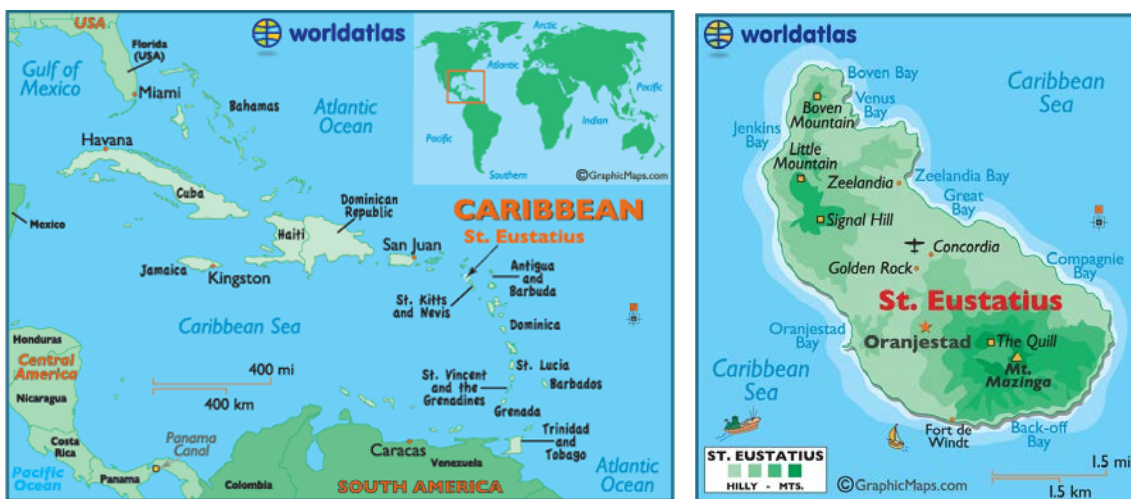 USA
worldatlas
Florida
(USA)
Gulf of
Mexico
Miami
Bahamas
Atlantic
Ocean
Arctic
Atlantic
Pacific
Indian
Pacific
Southern
©GraphicMaps.com
Havana
Cuba
Mexico
Dominican
Republic
Haiti
CARIBBEAN
St. Eustatius
San Juan
Jamaica
Kingston
Antigua
and
Barbuda
St. Kitts
and Nevis
Dominica
Caribbean Sea
Honduras
Central
America
Nicaragua
400 mi
400 km
St. Lucia
St. Vincent
and the
Grenadines
Barbados
Grenada
Costa
Rica
Panama
Canal
Caracas
Trinidad
and
Tobago
Pacific
Ocean
Panama
Colombia
Venezuela
SOUTH AMERICA
Atlantic
Ocean
worldatlas
Boven Bay
Caribbean
Sea
Boven
Mountain
Venus
Bay
Jenkins
Bay
Little
Mountain
Zeelandia
Zeelandia Bay
Great
Bay
Signal Hill
Concordia
Compagnie
Bay
Golden Rock
St. Eustatius
Oranjestad
Bay
Oranjestad
The Quill
Mt.
Mazinga
Caribbean
Sea
Fort de
Windt
Back-off
Bay
ST. EUSTATIUS
HILLY - MTS.
©GraphicMaps.com
1.5 mi
1.5 km